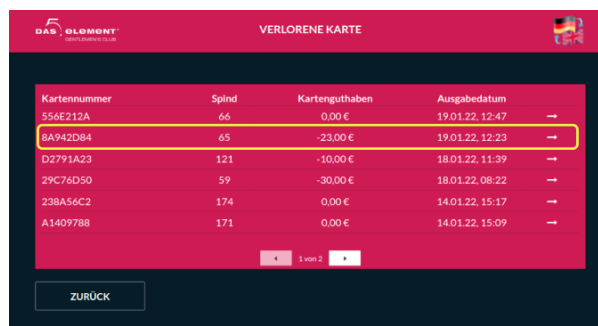 5
DAS ELEMENT
GENTLEMEN'S CLUB
VERLORENE KARTE
Kartennummer Spind Kartenguthaben Ausgabedatum
556E212A 66 0,00 € 19.01.22, 12:47 →
8A942D84 65 -23,00 € 19.01.22, 12:23 →
D2791A23 121 -10,00 € 18.01.22, 11:39 →
29C76D50 59 -30,00 € 18.01.22, 08:22 →
238A56C2 174 0,00 € 14.01.22, 15:17 →
A1409788 171 0,00 € 14.01.22, 15:09 →
1 von 2
ZURÜCK